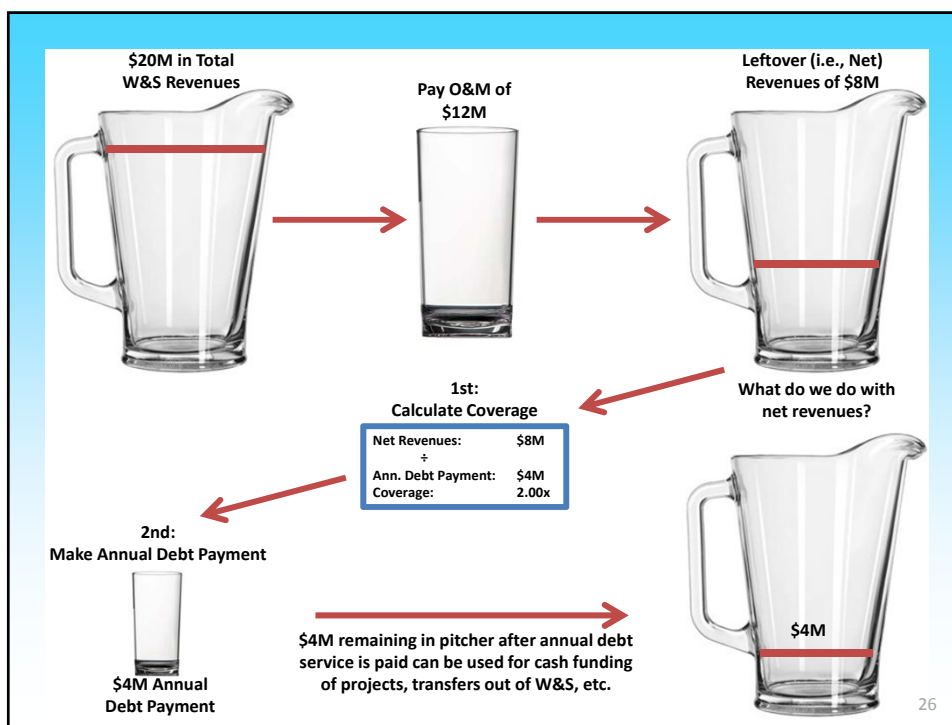 $20M in Total
W&S Revenues
Pay O&M of
$12M
Leftover (i.e., Net)
Revenues of $8M
What do we do with
net revenues?
1st:
Calculate Coverage
Net Revenues: $8M
÷
Ann. Debt Payment: $4M
Coverage: 2.00x
2nd:
Make Annual Debt Payment
$4M Annual
Debt Payment
$4M remaining in pitcher after annual debt
service is paid can be used for cash funding
of projects, transfers out of W&S, etc.
$4M
26